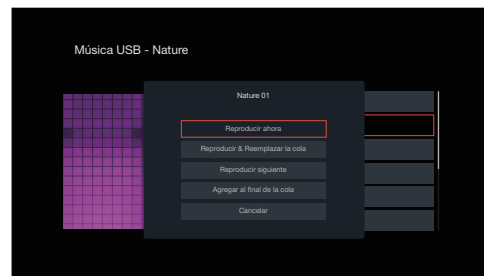 Música USB - Nature
Nature 01
Reproducir ahora
Reproducir & Reemplazar la cola
Reproducir siguiente
Agregar al final de la cola
Cancelar